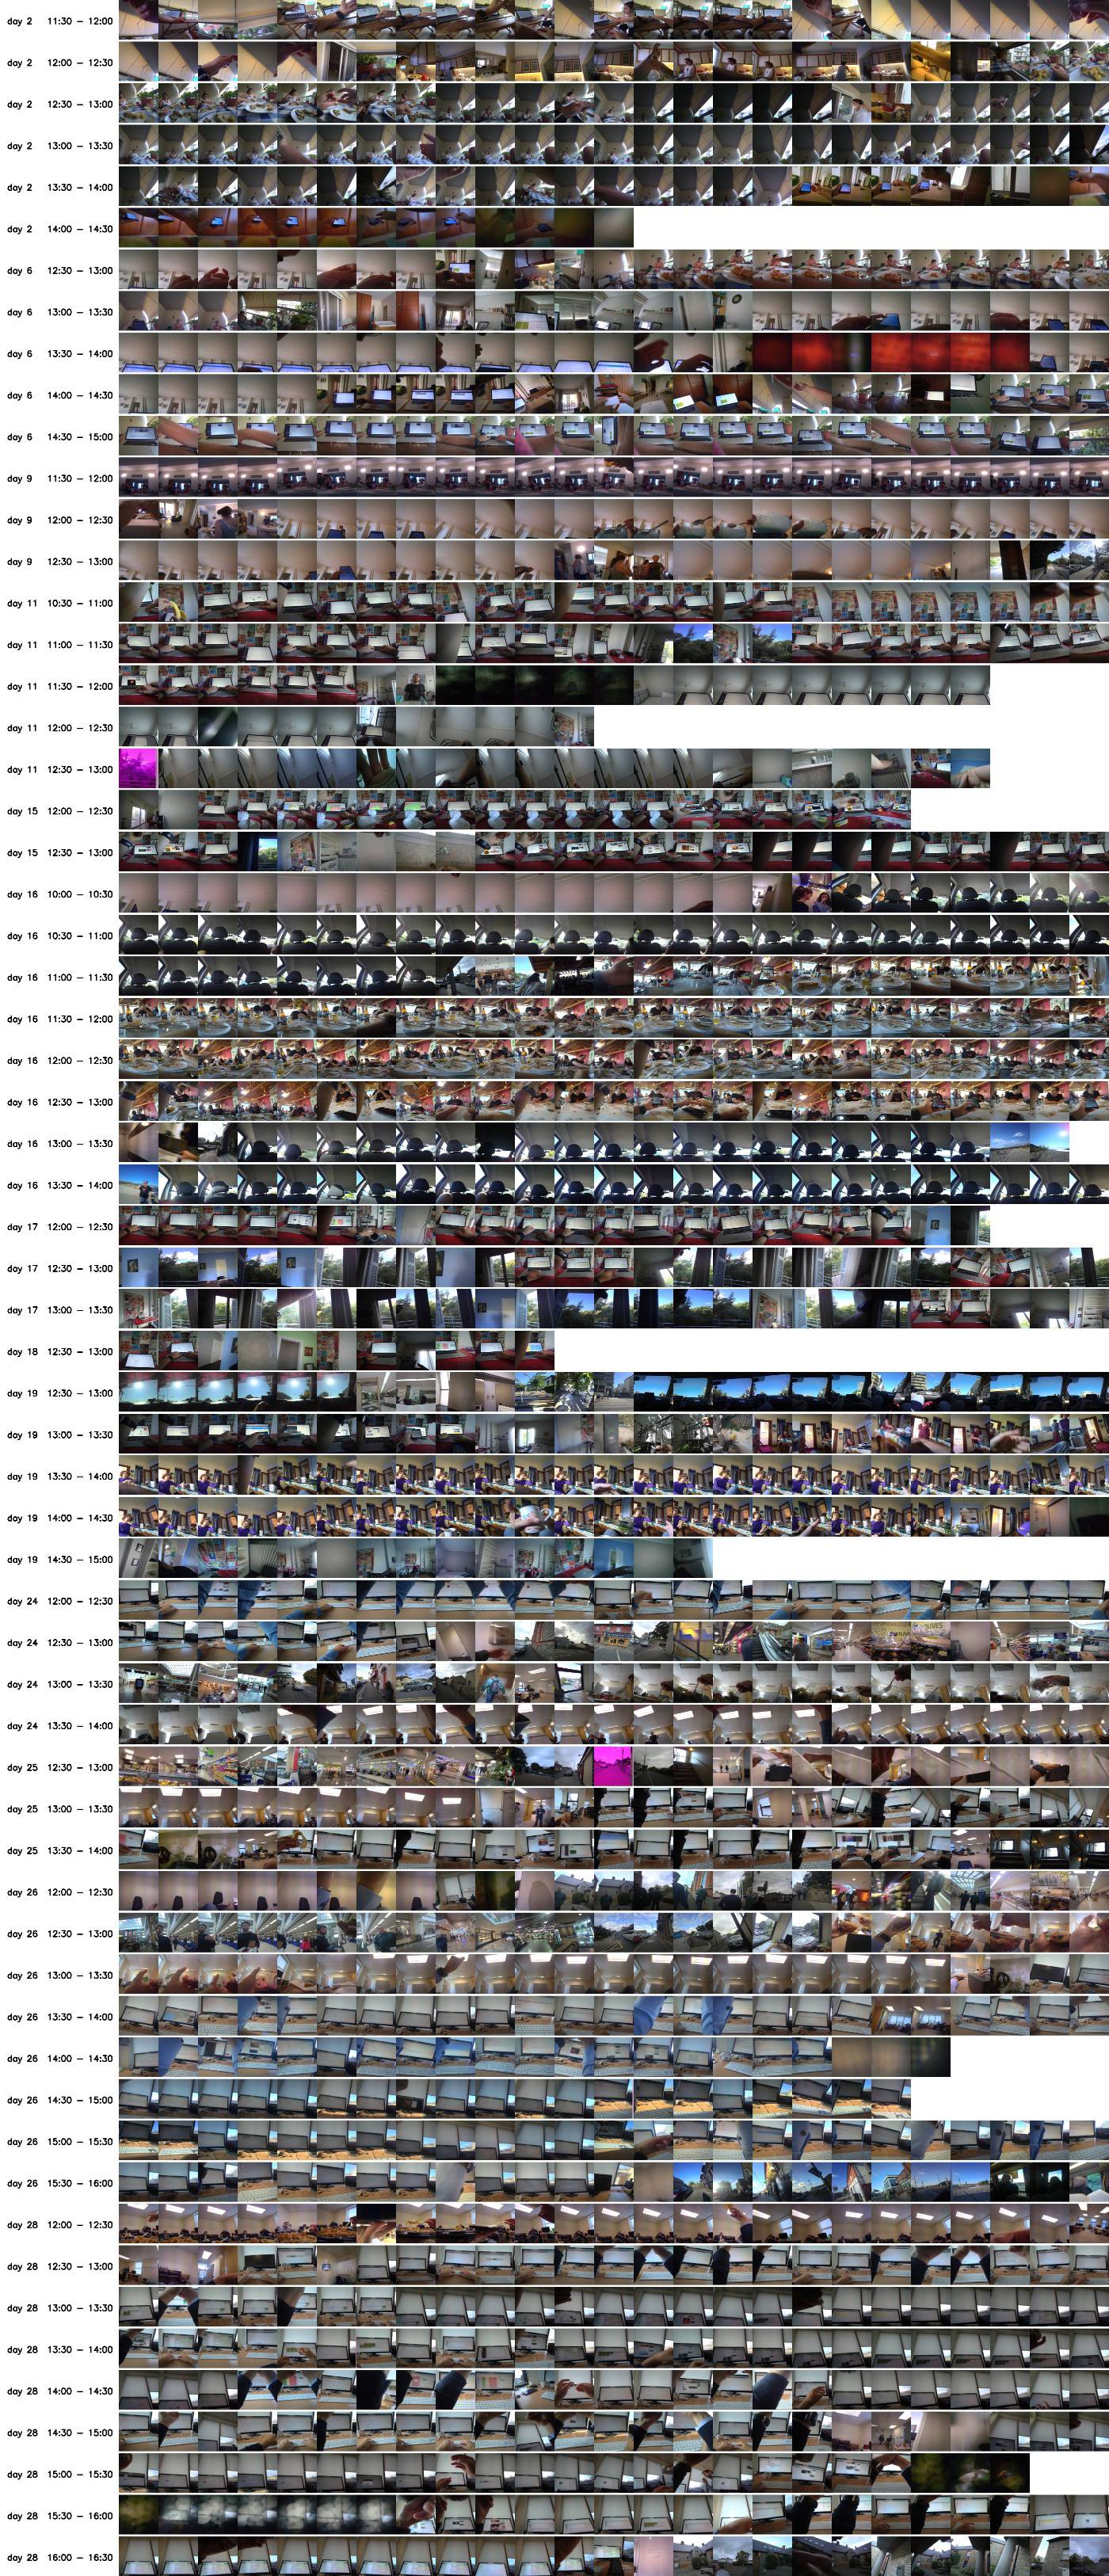 day 2 11:30 – 12:00
day 2 12:00 – 12:30
day 2 12:30 – 13:00
day 2 13:00 – 13:30
day 2 13:30 – 14:00
day 2 14:00 – 14:30
day 6 12:30 – 13:00
day 6 13:00 – 13:30
day 6 13:30 – 14:00
day 6 14:00 – 14:30
day 6 14:30 – 15:00
day 9 11:30 – 12:00
day 9 12:00 – 12:30
day 9 12:30 – 13:00
day 11 10:30 – 11:00
day 11 11:00 – 11:30
day 11 11:30 – 12:00
day 11 12:00 – 12:30
day 11 12:30 – 13:00
day 15 12:00 – 12:30
day 15 12:30 – 13:00
day 16 10:00 – 10:30
day 16 10:30 – 11:00
day 16 11:00 – 11:30
day 16 11:30 – 12:00
day 16 12:00 – 12:30
day 16 12:30 – 13:00
day 16 13:00 – 13:30
day 16 13:30 – 14:00
day 17 12:00 – 12:30
day 17 12:30 – 13:00
day 17 13:00 – 13:30
day 18 12:30 – 13:00
day 19 12:30 – 13:00
day 19 13:00 – 13:30
day 19 13:30 – 14:00
day 19 14:00 – 14:30
day 19 14:30 – 15:00
day 24 12:00 – 12:30
day 24 12:30 – 13:00
day 24 13:00 – 13:30
day 24 13:30 – 14:00
day 25 12:30 – 13:00
day 25 13:00 – 13:30
day 25 13:30 – 14:00
day 26 12:00 – 12:30
day 26 12:30 – 13:00
day 26 13:00 – 13:30
day 26 13:30 – 14:00
day 26 14:00 – 14:30
day 26 14:30 – 15:00
day 26 15:00 – 15:30
day 26 15:30 – 16:00
day 28 12:00 – 12:30
day 28 12:30 – 13:00
day 28 13:00 – 13:30
day 28 13:30 – 14:00
day 28 14:00 – 14:30
day 28 14:30 – 15:00
day 28 15:00 – 15:30
day 28 15:30 – 16:00
day 28 16:00 – 16:30